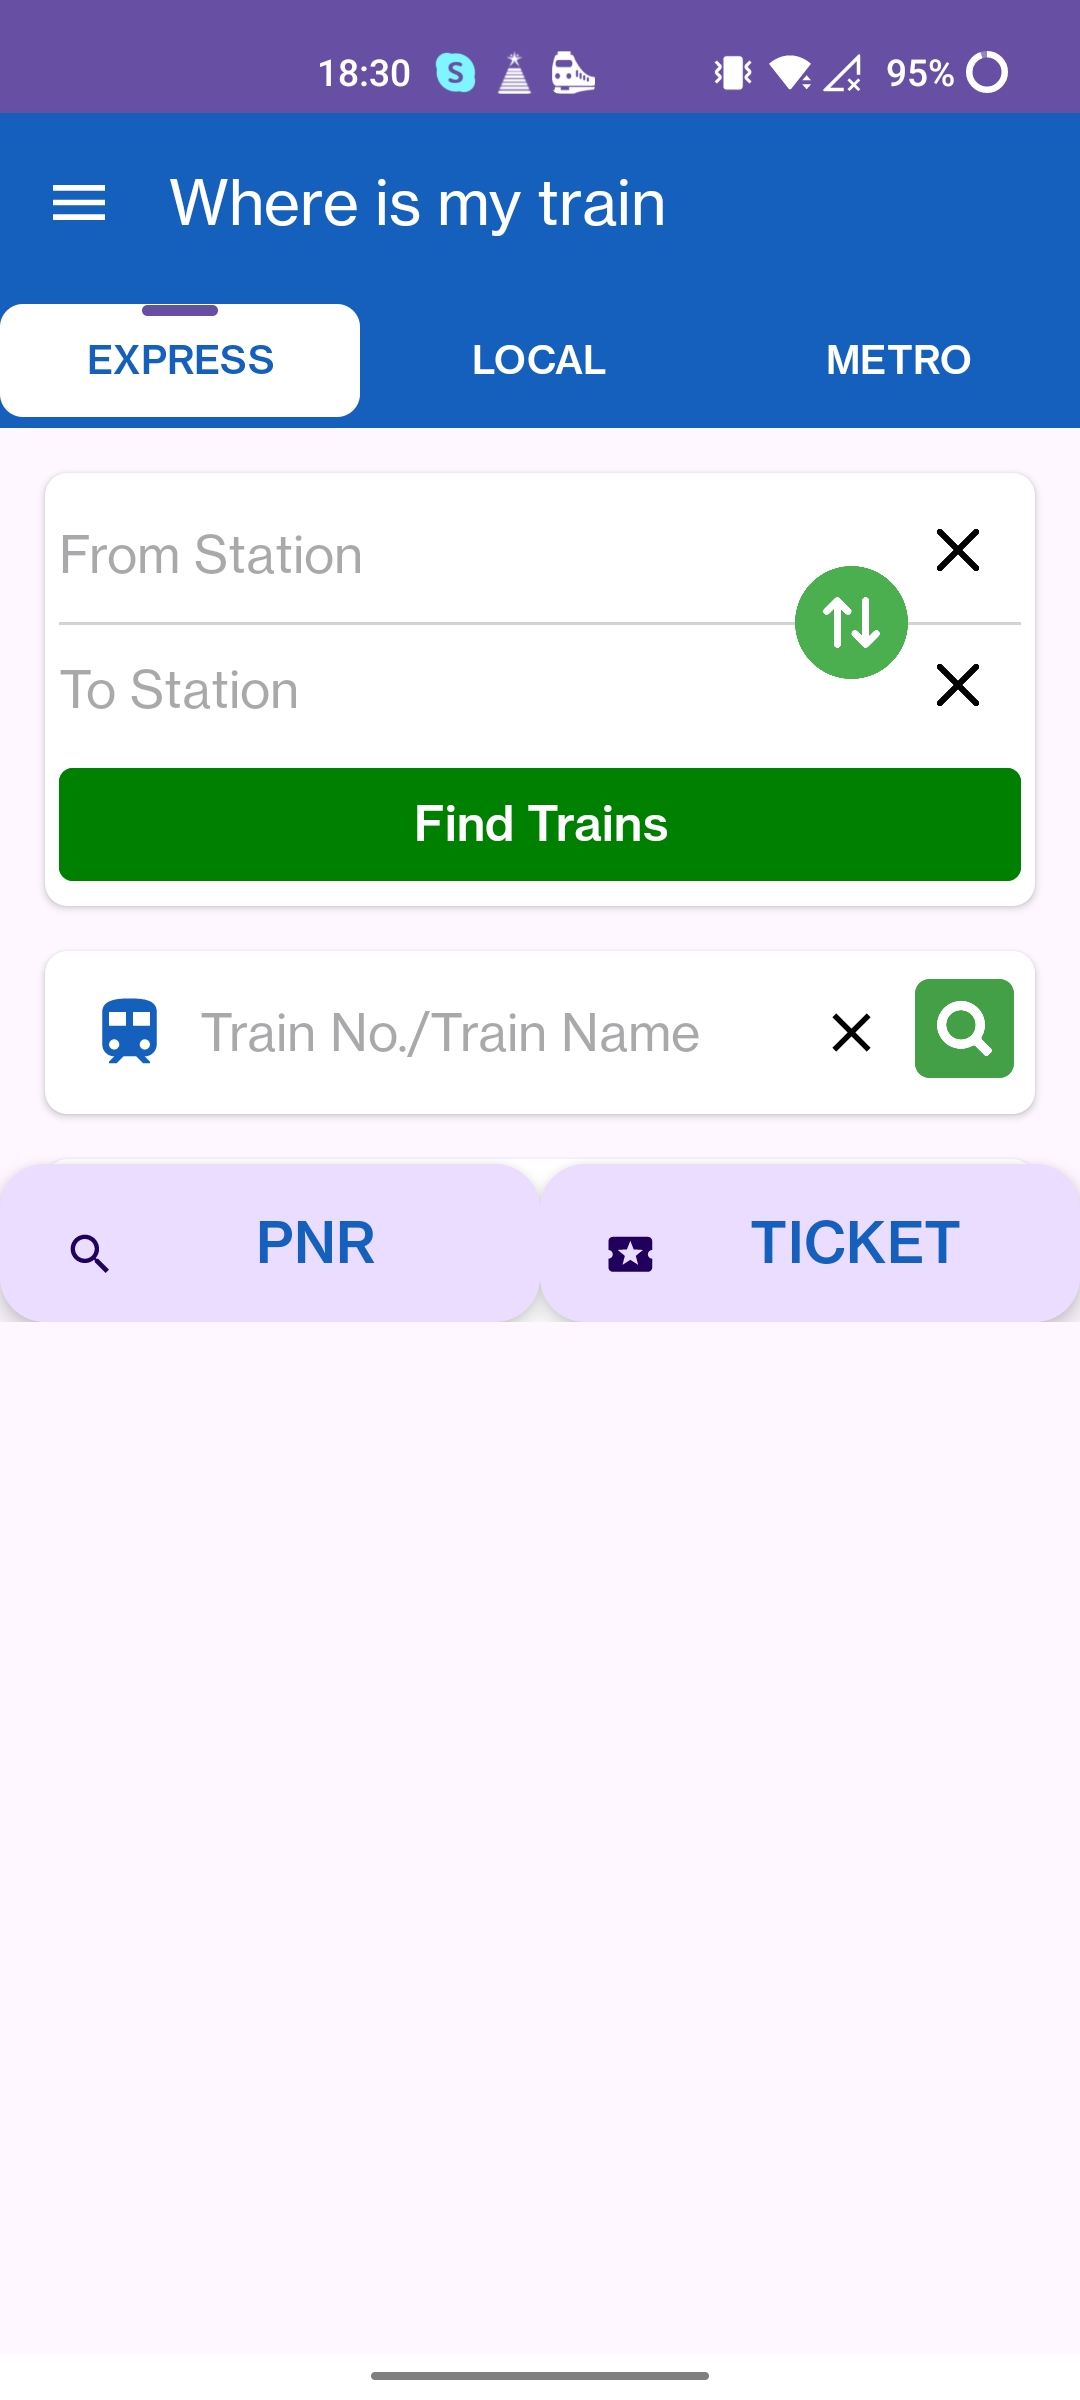 18:30 S 95%
Where is my train
EXPRESS LOCAL METRO
From Station
To Station
Find Trains
Train No./Train Name
PNR TICKET